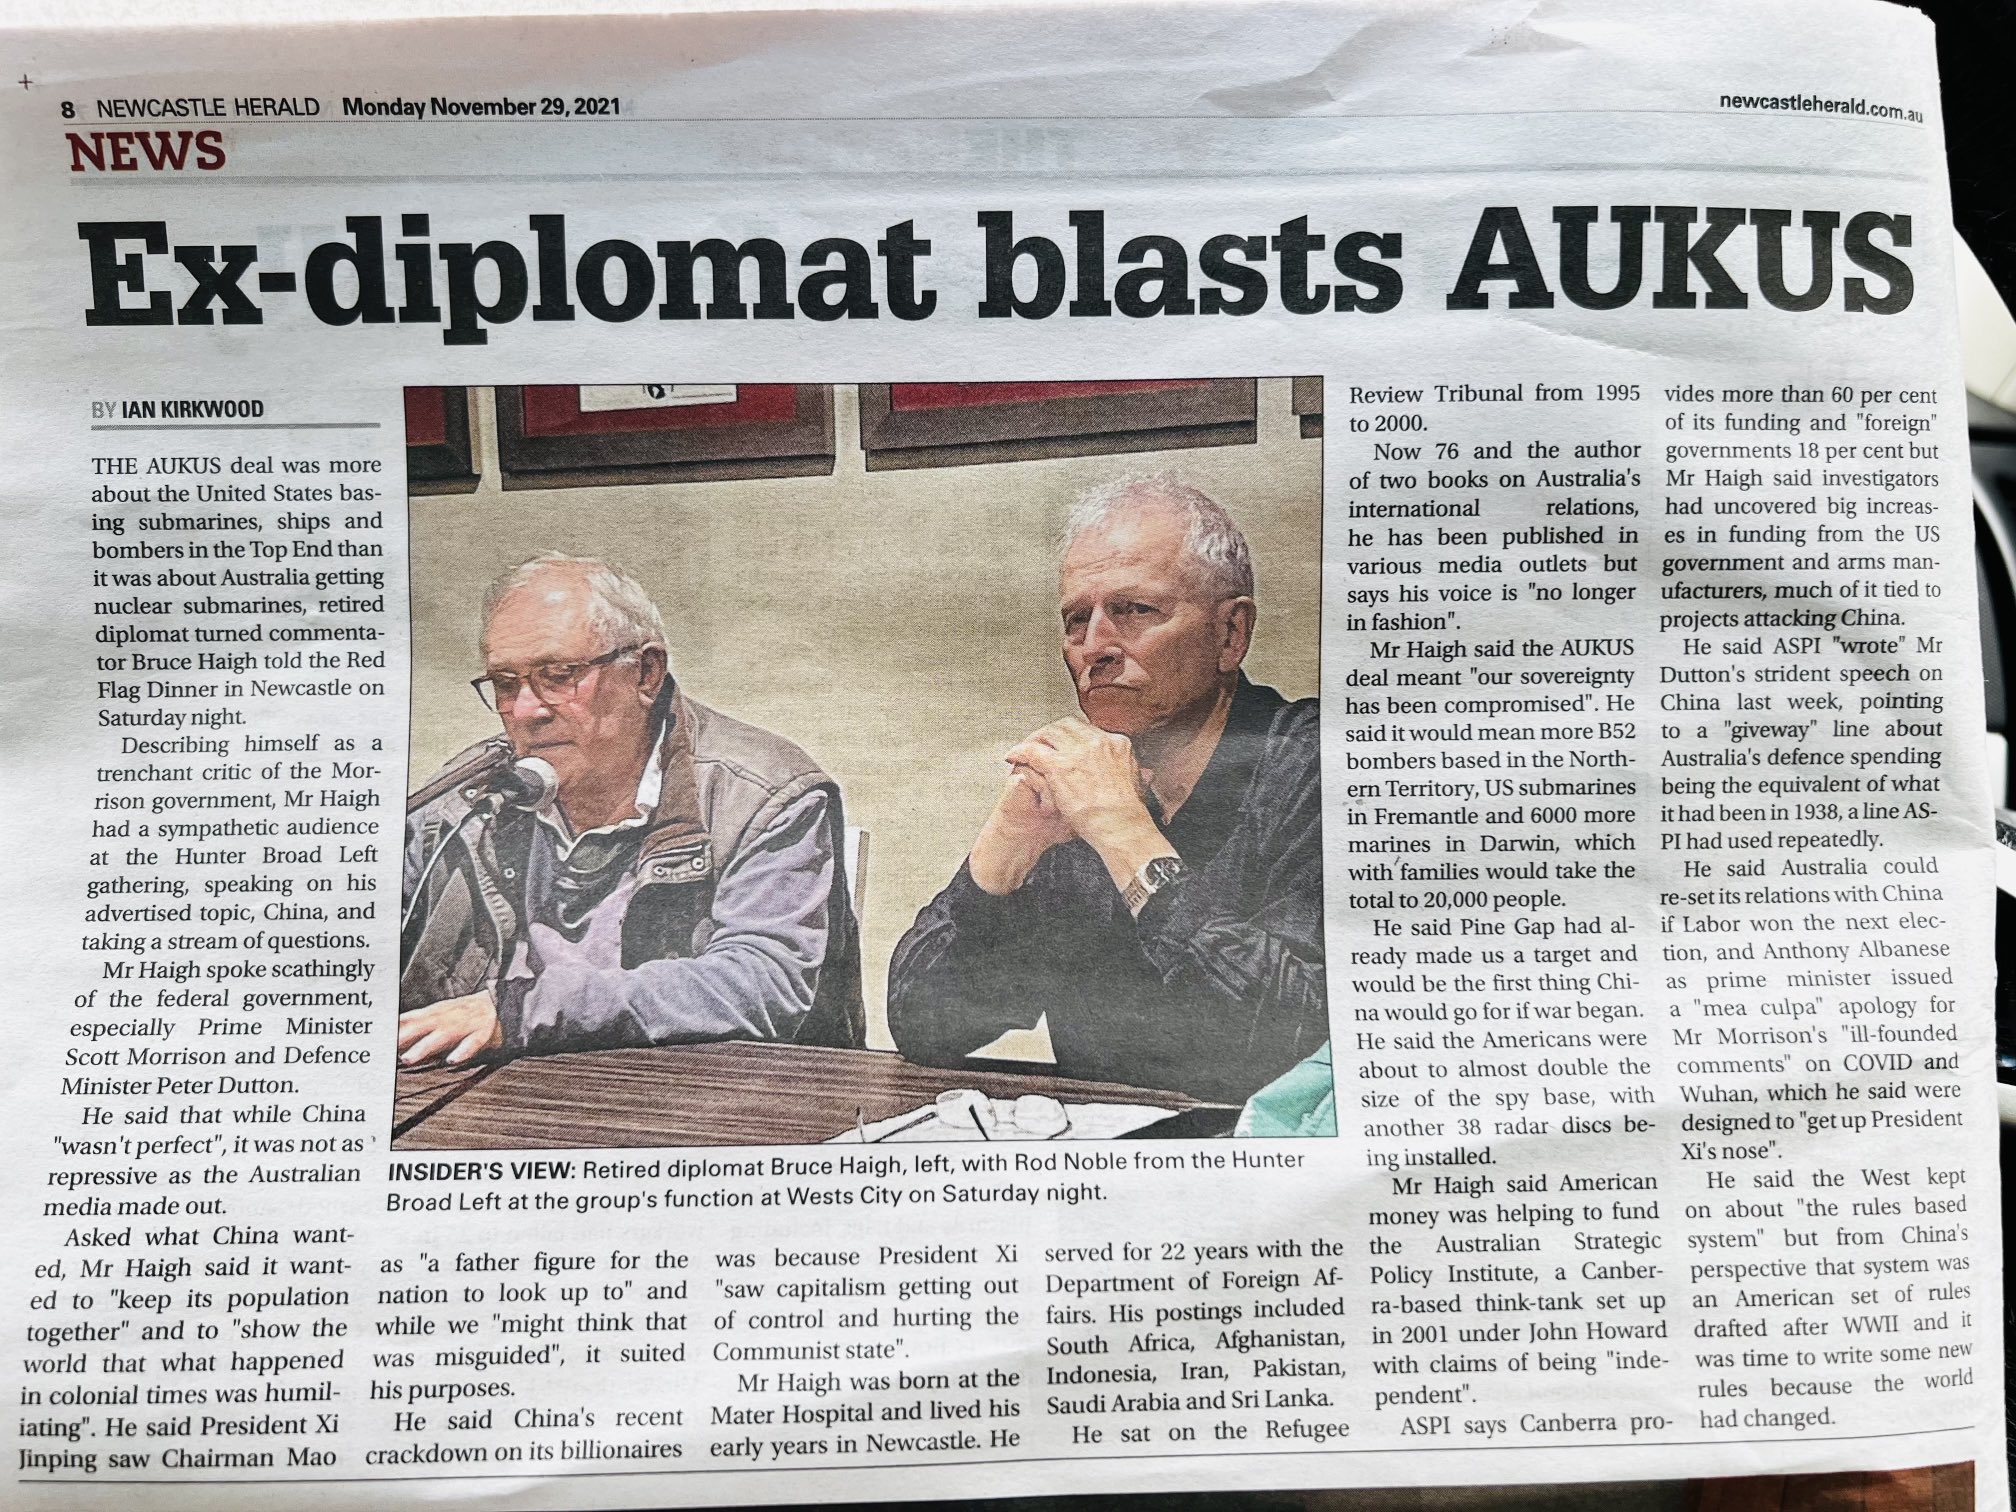 8 NEWCASTLE HERALD Monday November 29, 2021
newcastleherald.com.au
NEWS
Ex-diplomat blasts AUKUS
BY IAN KIRKWOOD
THE AUKUS deal was more
about the United States bas-
ing submarines, ships and
bombers in the Top End than
it was about Australia getting
nuclear submarines, retired
diplomat turned commenta-
tor Bruce Haigh told the Red
Flag Dinner in Newcastle on
Saturday night.
Describing himself as a
trenchant critic of the Mor-
rison government, Mr Haigh
had a sympathetic audience
at the Hunter Broad Left
gathering, speaking on his
advertised topic, China, and
taking a stream of questions.
Mr Haigh spoke scathingly
of the federal government,
especially Prime Minister
Scott Morrison and Defence
Minister Peter Dutton.
He said that while China
"wasn't perfect", it was not as
repressive as the Australian
media made out.
Asked what China want-
ed, Mr Haigh said it want-
ed to "keep its population
together" and to "show the
world that what happened
in colonial times was humil-
iating". He said President Xi
Jinping saw Chairman Mao
INSIDER'S VIEW: Retired diplomat Bruce Haigh, left, with Rod Noble from the Hunter
Broad Left at the group's function at Wests City on Saturday night.
as "a father figure for the
nation to look up to" and
while we "might think that
was misguided", it suited
his purposes.
He said China's recent
crackdown on its billionaires
was because President Xi
"saw capitalism getting out
of control and hurting the
Communist state".
Mr Haigh was born at the
Mater Hospital and lived his
early years in Newcastle. He
served for 22 years with the
Department of Foreign Af-
fairs. His postings included
South Africa, Afghanistan,
Indonesia, Iran, Pakistan,
Saudi Arabia and Sri Lanka.
He sat on the Refugee
Review Tribunal from 1995
to 2000.
Now 76 and the author
of two books on Australia's
international relations,
he has been published in
various media outlets but
says his voice is "no longer
in fashion".
Mr Haigh said the AUKUS
deal meant "our sovereignty
has been compromised". He
said it would mean more B52
bombers based in the North-
ern Territory, US submarines
in Fremantle and 6000 more
marines in Darwin, which
with families would take the
total to 20,000 people.
He said Pine Gap had al-
ready made us a target and
would be the first thing Chi-
na would go for if war began.
He said the Americans were
about to almost double the
size of the spy base, with
another 38 radar discs be-
ing installed.
Mr Haigh said American
money was helping to fund
the Australian Strategic
Policy Institute, a Canber-
ra-based think-tank set up
in 2001 under John Howard
with claims of being "inde-
pendent".
ASPI says Canberra pro-
vides more than 60 per cent
of its funding and "foreign"
governments 18 per cent but
Mr Haigh said investigators
had uncovered big increas-
es in funding from the US
government and arms man-
ufacturers, much of it tied to
projects attacking China.
He said ASPI "wrote" Mr
Dutton's strident speech on
China last week, pointing
to a "giveway" line about
Australia's defence spending
being the equivalent of what
it had been in 1938, a line AS-
PI had used repeatedly.
He said Australia could
re-set its relations with China
if Labor won the next elec-
tion, and Anthony Albanese
as prime minister issued
a "mea culpa" apology for
Mr Morrison's "ill-founded
comments" on COVID and
Wuhan, which he said were
designed to "get up President
Xi's nose".
He said the West kept
on about "the rules based
system" but from China's
perspective that system was
an American set of rules
drafted after WWII and it
was time to write some new
rules because the world
had changed.